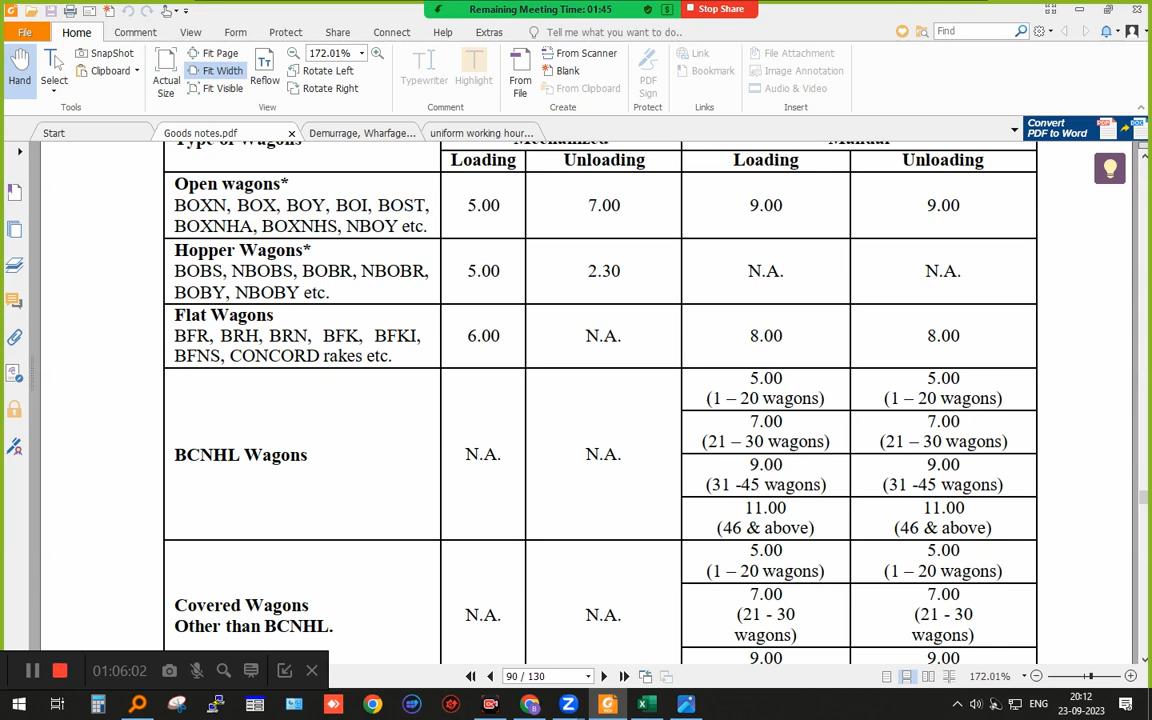 Remaining Meeting Time: 01:45
Stop Share
File
Home
Comment
View
Form
Protect
Share
Connect
Help
Extras
Tell me what you want to do..
Find
Hand
Select
SnapShot
Clipboard
Actual Size
Fit Page
Fit Width
Fit Visible
Reflow
172.01%
Rotate Left
Rotate Right
Typewriter
Highlight
From File
From Scanner
Blank
From Clipboard
PDF Sign
Link
Bookmark
File Attachment
Image Annotation
Audio & Video
Tools
View
Comment
Create
Protect
Links
Insert
Start
Goods notes.pdf
Demurrage, Wharfage...
uniform working hour...
Convert
PDF to Word
Type of Wagons
Mechanized
Manual
Loading
Unloading
Loading
Unloading
Open wagons*
BOXN, BOX, BOY, BOI, BOST,
BOXNHA, BOXNHS, NBOY etc.
5.00
7.00
9.00
9.00
Hopper Wagons*
BOBS, NBOBS, BOBR, NBOBR,
BOBY, NBOBY etc.
5.00
2.30
N.A.
N.A.
Flat Wagons
BFR, BRH, BRN, BFK, BFKI,
BFNS, CONCORD rakes etc.
6.00
N.A.
8.00
8.00
BCNHL Wagons
N.A.
N.A.
5.00
(1 – 20 wagons)
5.00
(1 – 20 wagons)
7.00
(21 – 30 wagons)
7.00
(21 – 30 wagons)
9.00
(31 -45 wagons)
9.00
(31 -45 wagons)
11.00
(46 & above)
11.00
(46 & above)
Covered Wagons
Other than BCNHL.
N.A.
N.A.
5.00
(1 – 20 wagons)
5.00
(1 – 20 wagons)
7.00
(21 - 30
wagons)
7.00
(21 - 30
wagons)
9.00
9.00
01:06:02
90 / 130
172.01%
ENG
20:12
23-09-2023